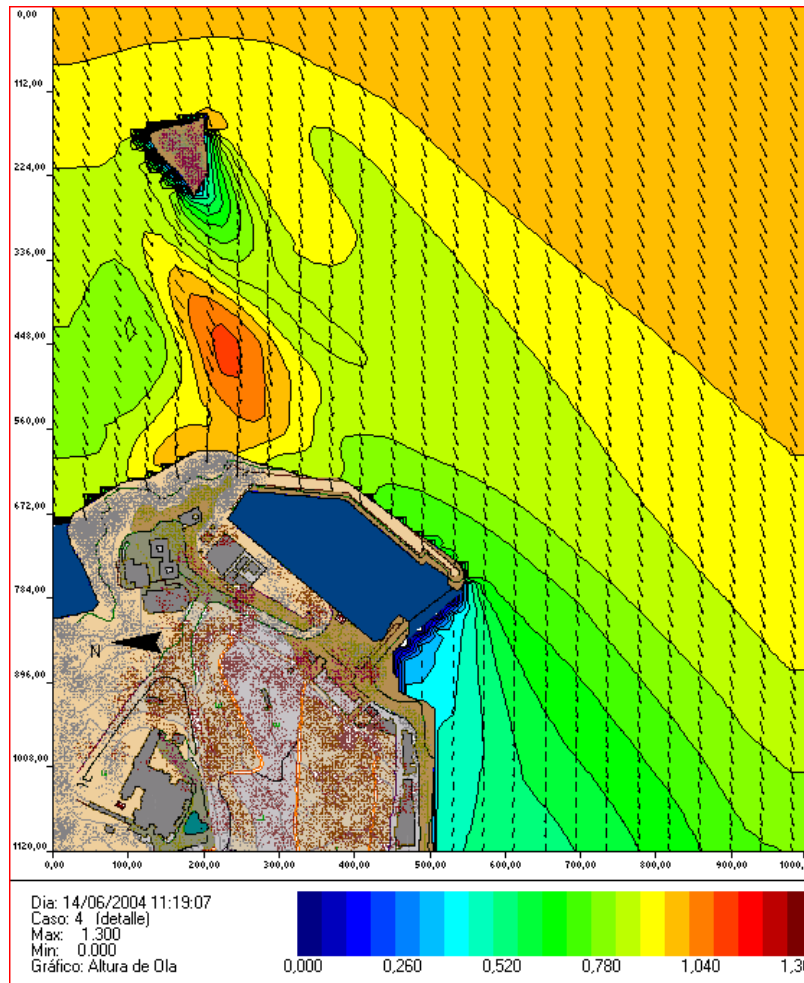 0,00
112,00
224,00
336,00
448,00
560,00
672,00
784,00
N
896,00
1008,00
1120,00
0,00 100,00 200,00 300,00 400,00 500,00 600,00 700,00 800,00 900,00
Dia: 14/06/2004 11:19:07
Caso: 4 (detalle)
Max: 1.300
Min: 0.000
Gráfico: Altura de Ola
0,000 0,260 0,520 0,780 1,040